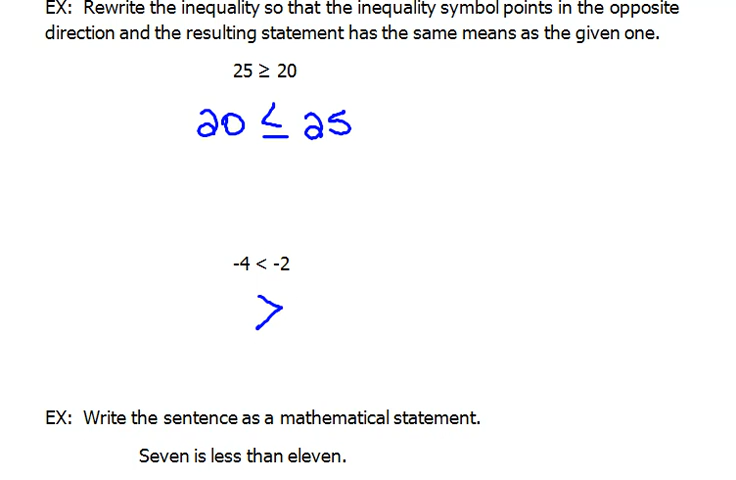 EX: Rewrite the inequality so that the inequality symbol points in the opposite
direction and the resulting statement has the same means as the given one.
25 ≥ 20
20 ≤ 25
-4 < -2
>
EX: Write the sentence as a mathematical statement.
Seven is less than eleven.